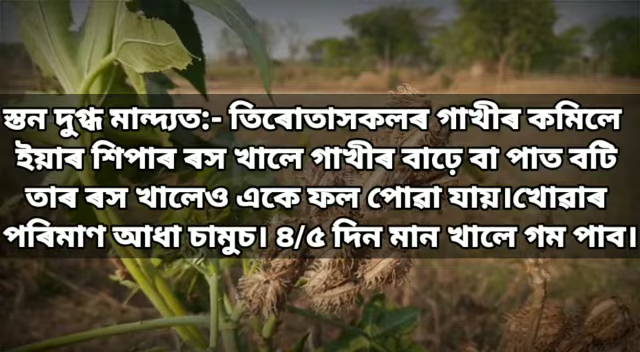 স্তন দুগ্ধ মান্দ্যত:- তিৰোতাসকলৰ গাখীৰ কমিলে
ইয়াৰ শিপাৰ ৰস খালে গাখীৰ বাঢ়ে বা পাত বটি
তাৰ ৰস খালেও একে ফল পোৱা যায়।খোৱাৰ
পৰিমাণ আধা চামুচ। ৪/৫ দিন মান খালে গম পাব।